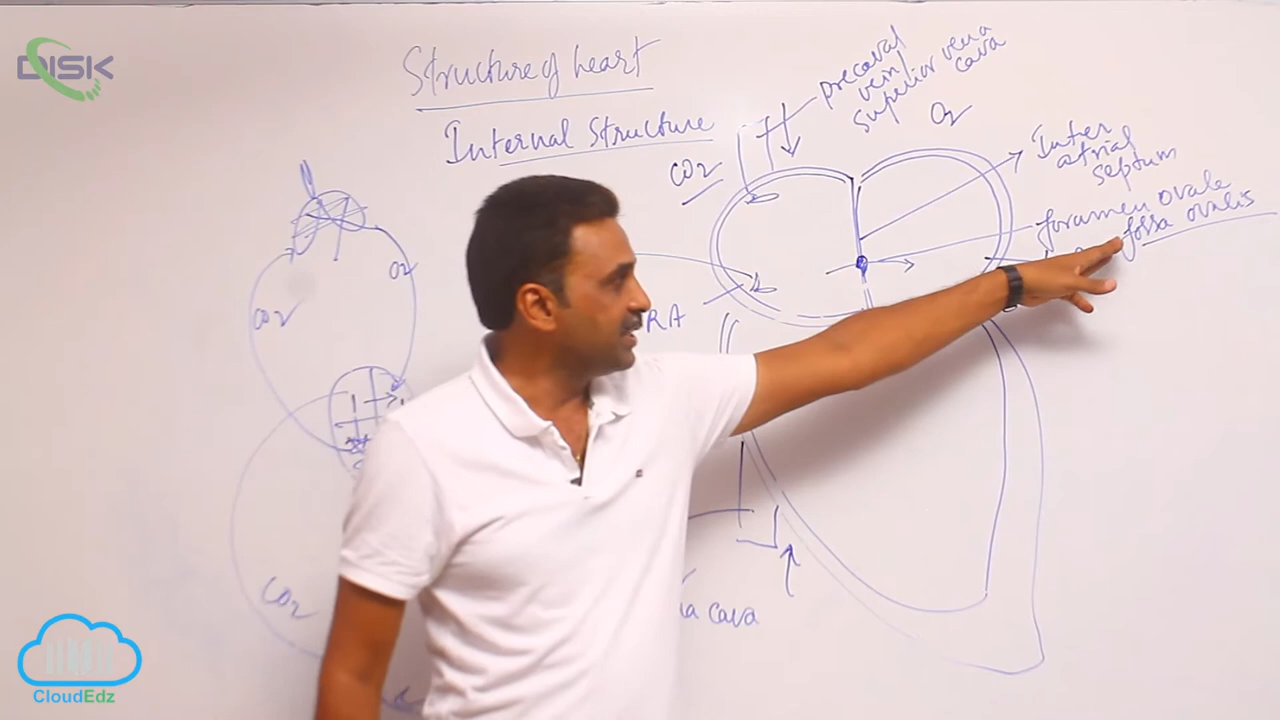 DISK
Structure of heart
Internal Structure
precaval
vein/
superior vena
cava
O2
CO2
Inter
atrial
septum
foramen ovale
fossa ovalis
RA
O2
CO2
CO2
cava
CloudEdz